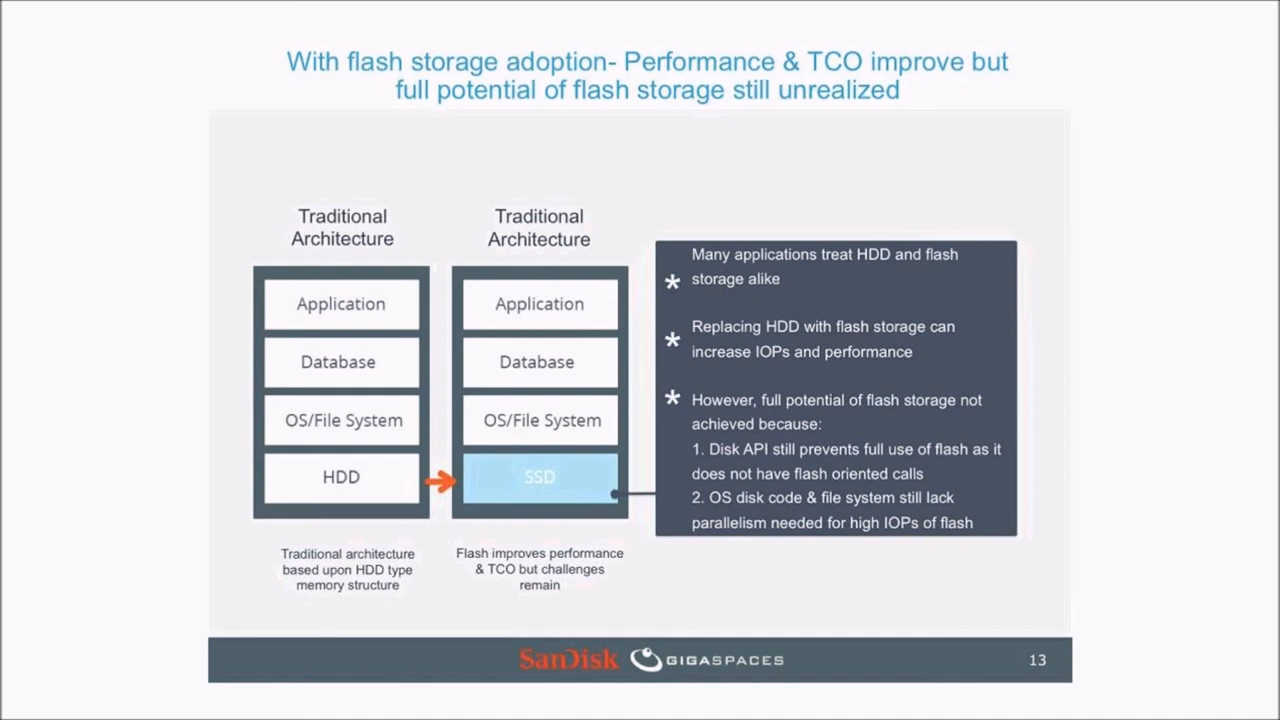 With flash storage adoption- Performance & TCO improve but
full potential of flash storage still unrealized
Traditional
Architecture
Application
Database
OS/File System
HDD
Traditional architecture
based upon HDD type
memory structure
Traditional
Architecture
Application
Database
OS/File System
SSD
Flash improves performance
& TCO but challenges
remain
* Many applications treat HDD and flash
storage alike
* Replacing HDD with flash storage can
increase IOPs and performance
* However, full potential of flash storage not
achieved because:
1. Disk API still prevents full use of flash as it
does not have flash oriented calls
2. OS disk code & file system still lack
parallelism needed for high IOPs of flash
SanDisk GIGASPACES
13